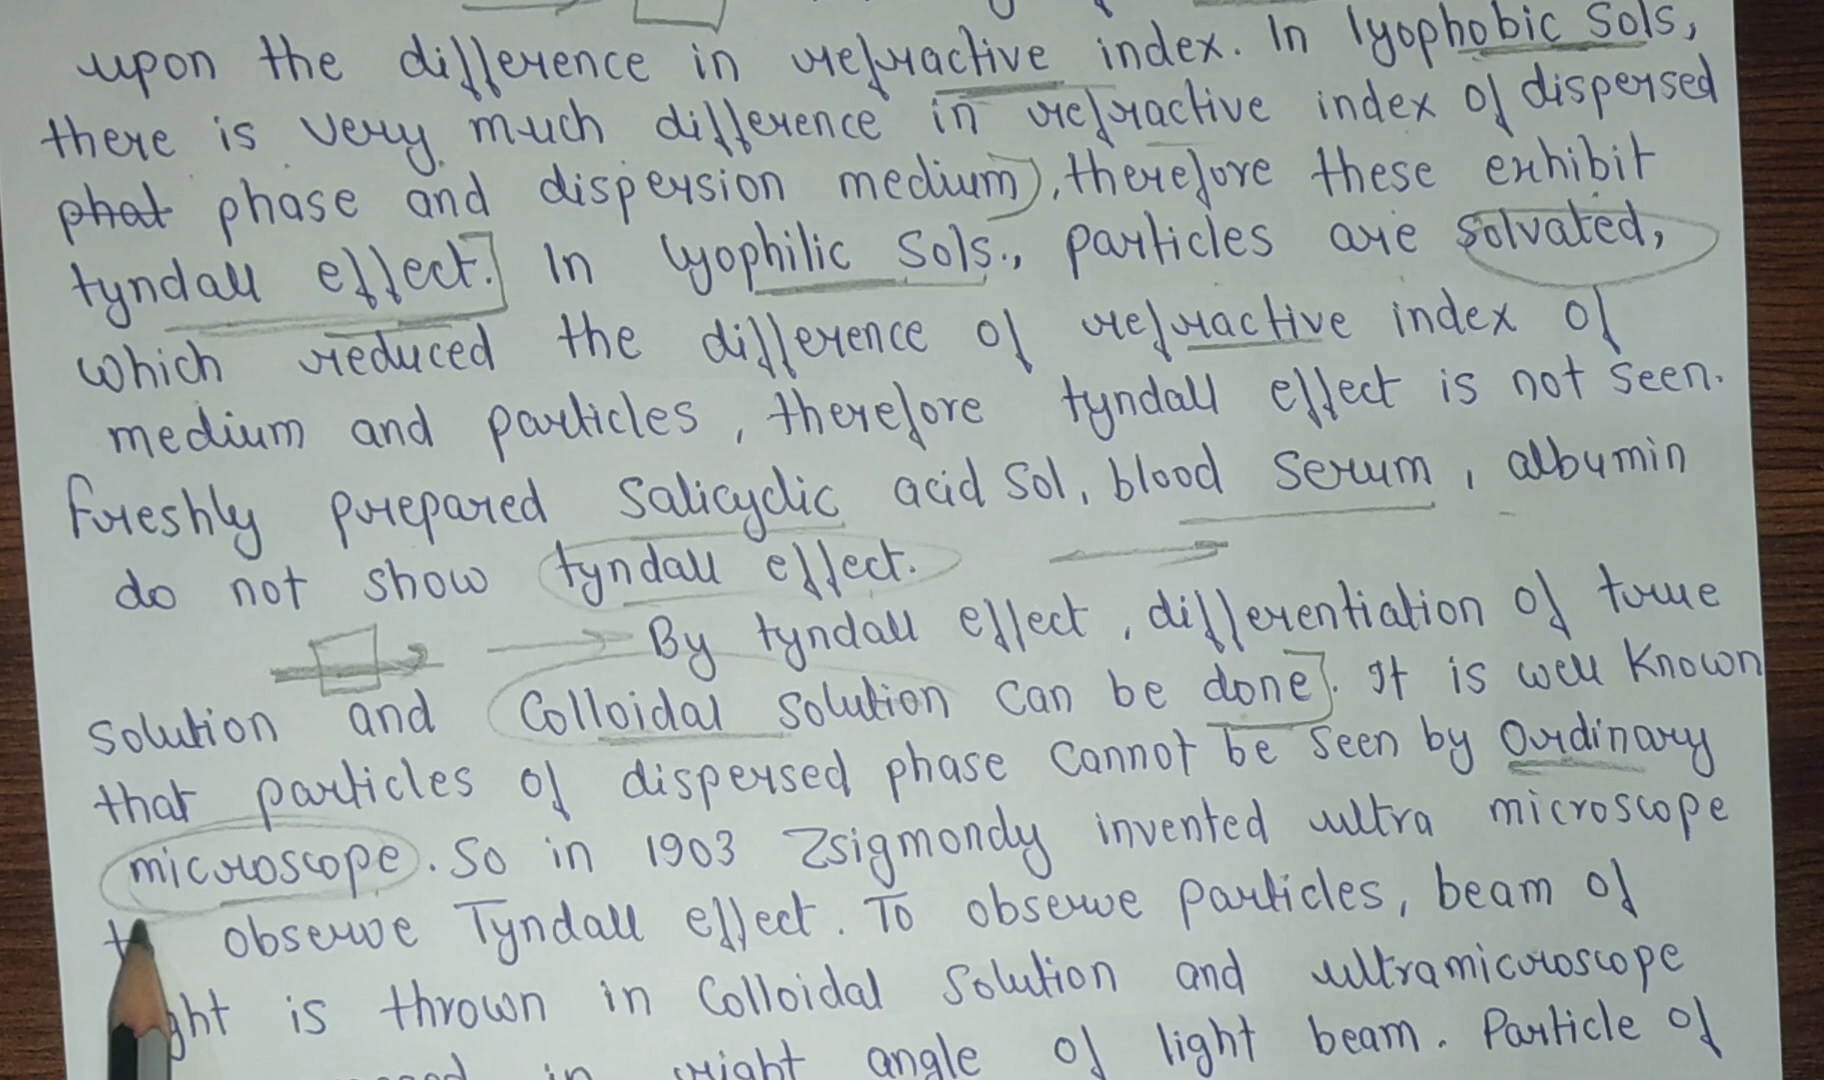 upon the difference in refractive index. In lyophobic sols,
there is very much difference in refractive index of dispersed
phat phase and dispersion medium, therefore these exhibit
tyndall effect. In lyophilic sols., particles are solvated,
which reduced the difference of refractive index of
medium and particles, therefore tyndall effect is not seen.
freshly prepared Salicyclic acid sol, blood serum, albumin
do not show tyndall effect.
By tyndall effect, differentiation of true
solution and Colloidal solution can be done. It is well known
that particles of dispersed phase cannot be seen by Ordinary
microscope. So in 1903 Zsigmondy invented ultra microscope
observe Tyndall effect. To observe particles, beam of
ght is thrown in Colloidal solution and ultramicroscope
in right angle of light beam. Particle of